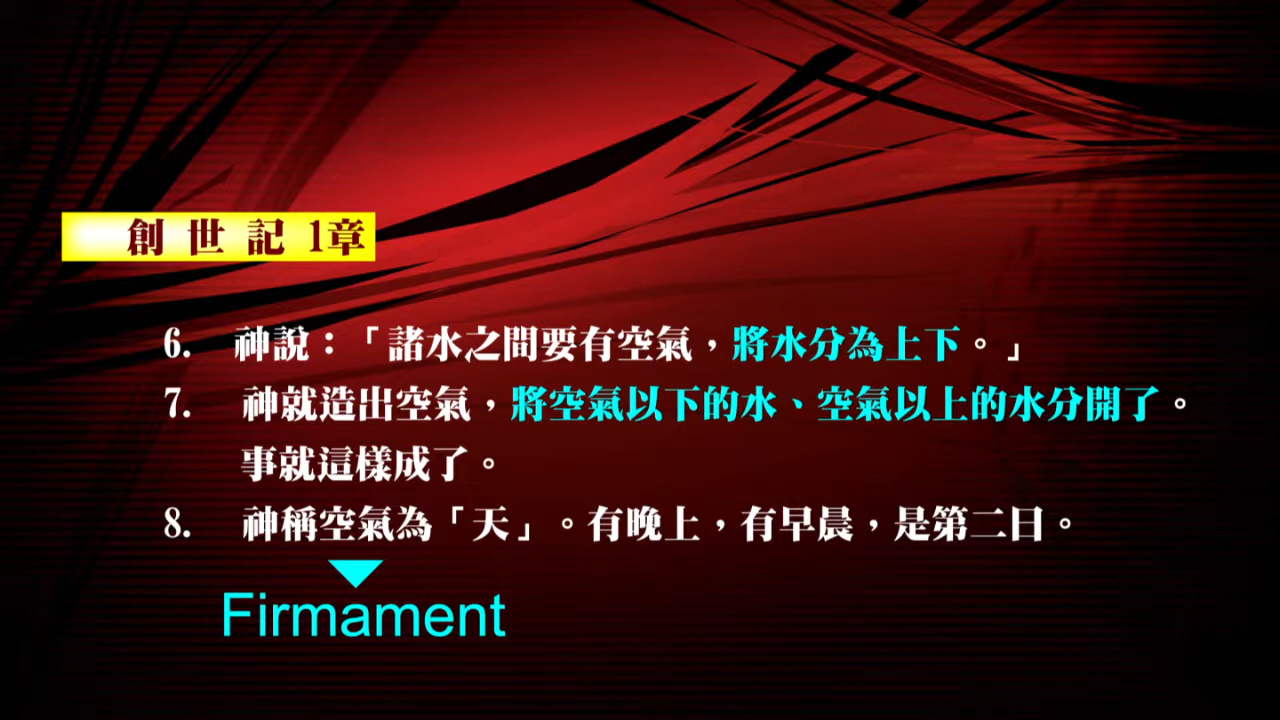 創世記 1章
6. 神說：「諸水之間要有空氣，將水分為上下。」
7. 神就造出空氣，將空氣以下的水、空氣以上的水分開了。
事就這樣成了。
8. 神稱空氣為「天」。有晚上，有早晨，是第二日。
Firmament